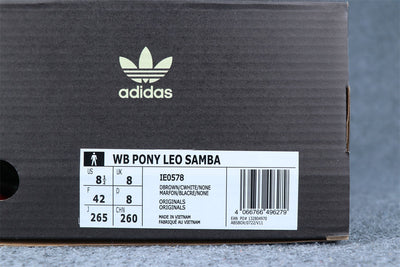 adidas
WB PONY LEO SAMBA
US 8½ UK 8
F 42 D 8
J 265 CHN 260
IE0578
DBROWN/CWHITE/NONE
MARFON/BLACRE/NONE
ORIGINALS
ORIGINALS
MADE IN VIETNAM
FABRIQUÉ AU VIETNAM
4 066766 496279